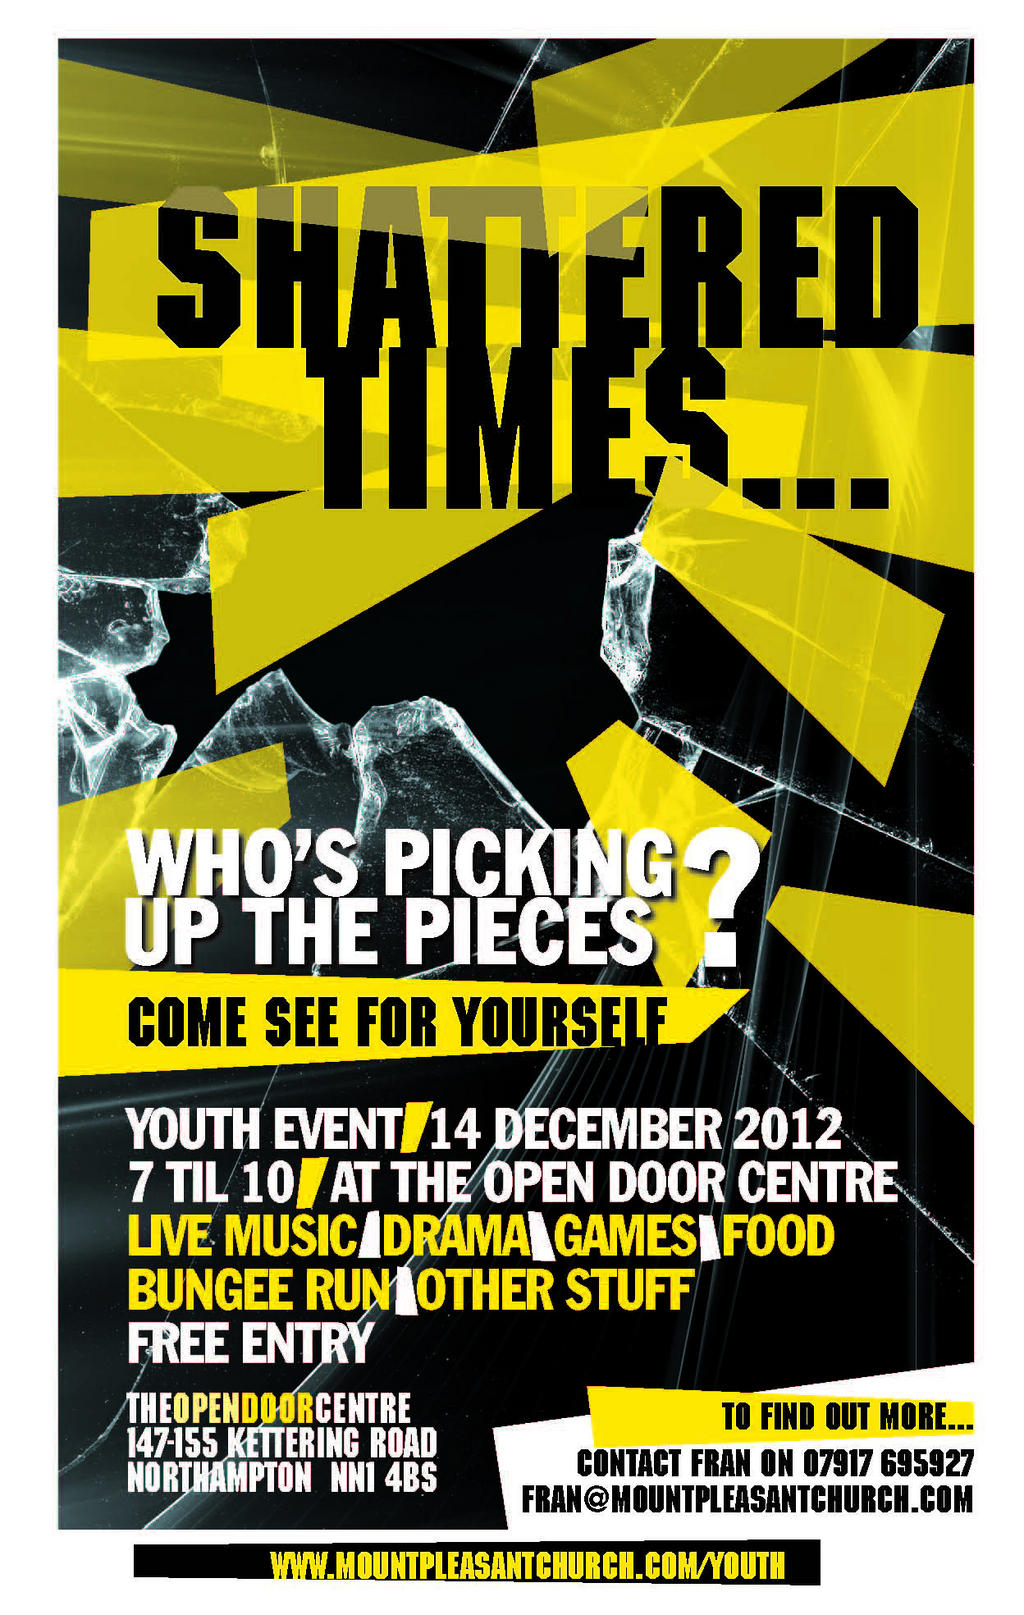 SHATTERED
TIMES...
WHO'S PICKING
UP THE PIECES?
COME SEE FOR YOURSELF
YOUTH EVENT/14 DECEMBER 2012
7 TIL 10/AT THE OPEN DOOR CENTRE
LIVE MUSIC\DRAMA\GAMES\FOOD
BUNGEE RUN\OTHER STUFF
FREE ENTRY
THEOPENDOORCENTRE
147-155 KETTERING ROAD
NORTHAMPTON NN1 4BS
TO FIND OUT MORE...
CONTACT FRAN ON 07917 695927
FRAN@MOUNTPLEASANTCHURCH.COM
WWW.MOUNTPLEASANTCHURCH.COM/YOUTH